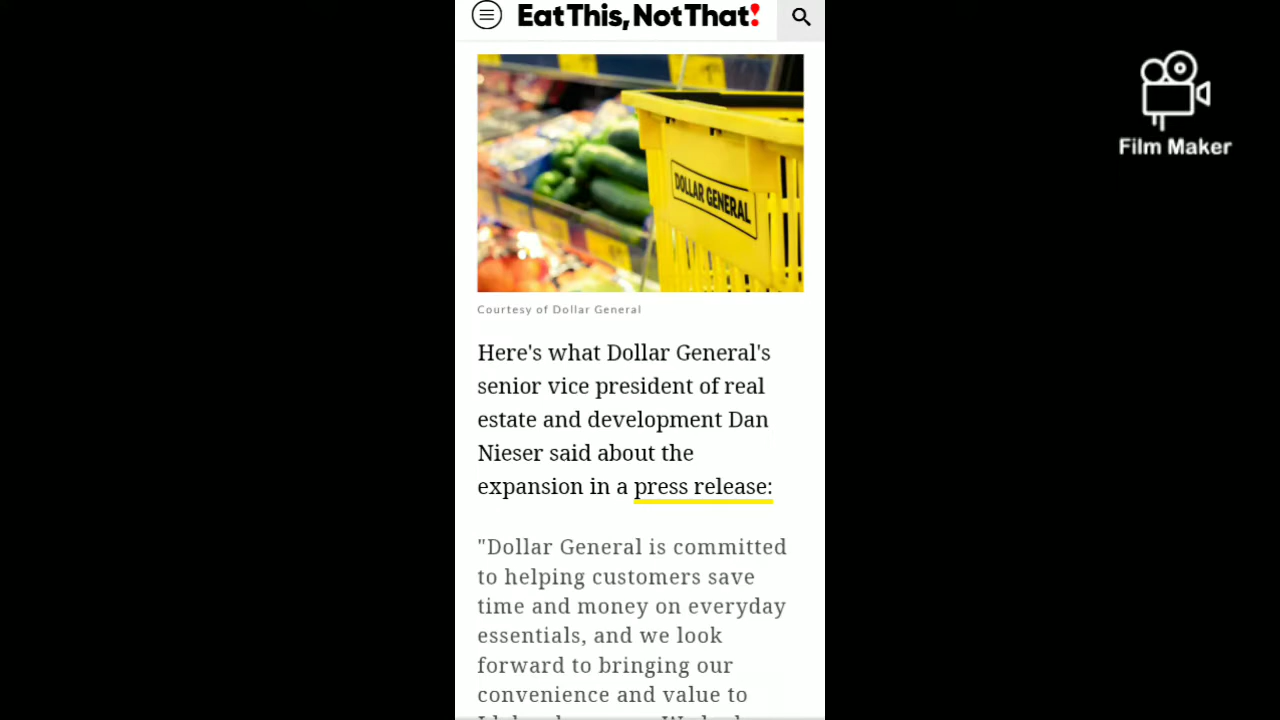 Eat This, Not That!
Film Maker
DOLLAR GENERAL
Courtesy of Dollar General
Here's what Dollar General's
senior vice president of real
estate and development Dan
Nieser said about the
expansion in a press release:
"Dollar General is committed
to helping customers save
time and money on everyday
essentials, and we look
forward to bringing our
convenience and value to